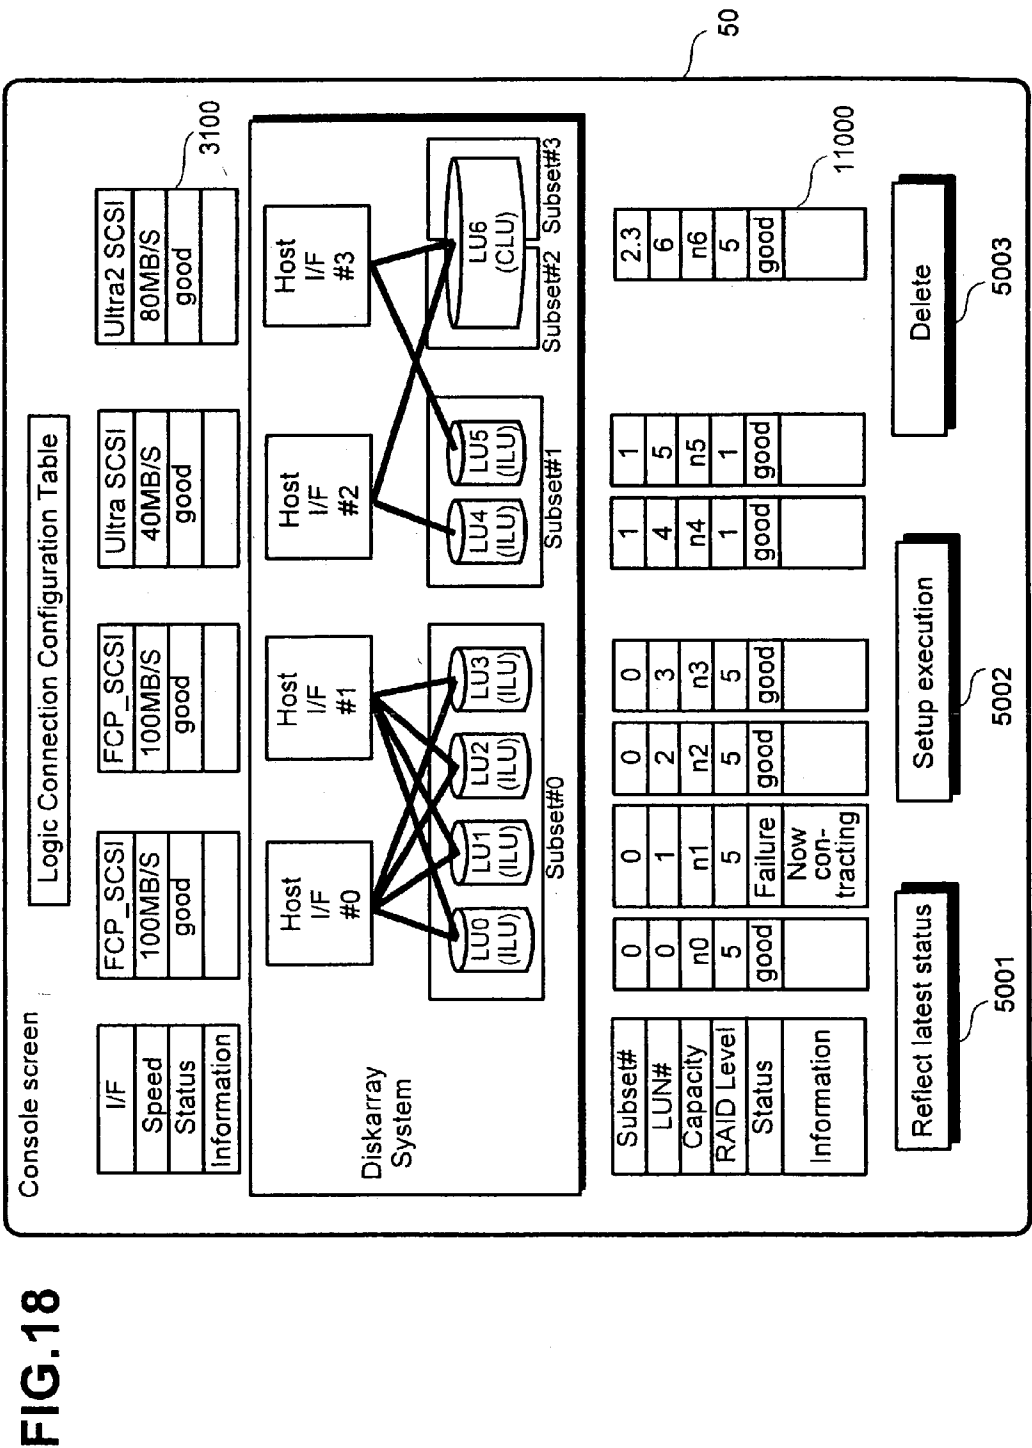 FIG.18
Console screen
50
Logic Connection Configuration Table
I/F
Speed
Status
Information
FCP_SCSI
100MB/S
good
FCP_SCSI
100MB/S
good
Ultra SCSI
40MB/S
good
Ultra2 SCSI
80MB/S
good
3100
Diskarray
System
Host
I/F
#0
Host
I/F
#1
Host
I/F
#2
Host
I/F
#3
LU0
(ILU)
LU1
(ILU)
LU2
(ILU)
LU3
(ILU)
Subset#0
LU4
(ILU)
LU5
(ILU)
Subset#1
LU6
(CLU)
Subset#2
Subset#3
Subset#
LUN#
Capacity
RAID Level
Status
Information
0
0
n0
5
good
0
1
n1
5
Failure
Now
con-
tracting
0
2
n2
5
good
0
3
n3
5
good
1
4
n4
1
good
1
5
n5
1
good
2.3
6
n6
5
good
11000
Reflect latest status
5001
Setup execution
5002
Delete
5003